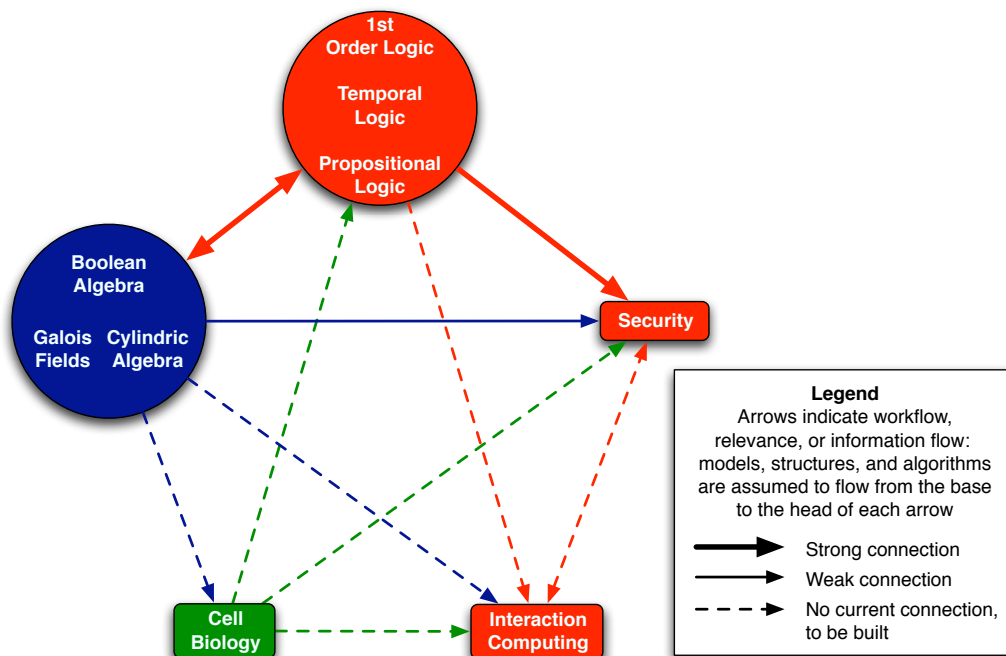 1st
Order Logic
Temporal
Logic
Propositional
Logic
Boolean
Algebra
Galois
Fields
Cylindric
Algebra
Security
Cell
Biology
Interaction
Computing
Legend
Arrows indicate workflow,
relevance, or information flow:
models, structures, and algorithms
are assumed to flow from the base
to the head of each arrow
Strong connection
Weak connection
No current connection,
to be built